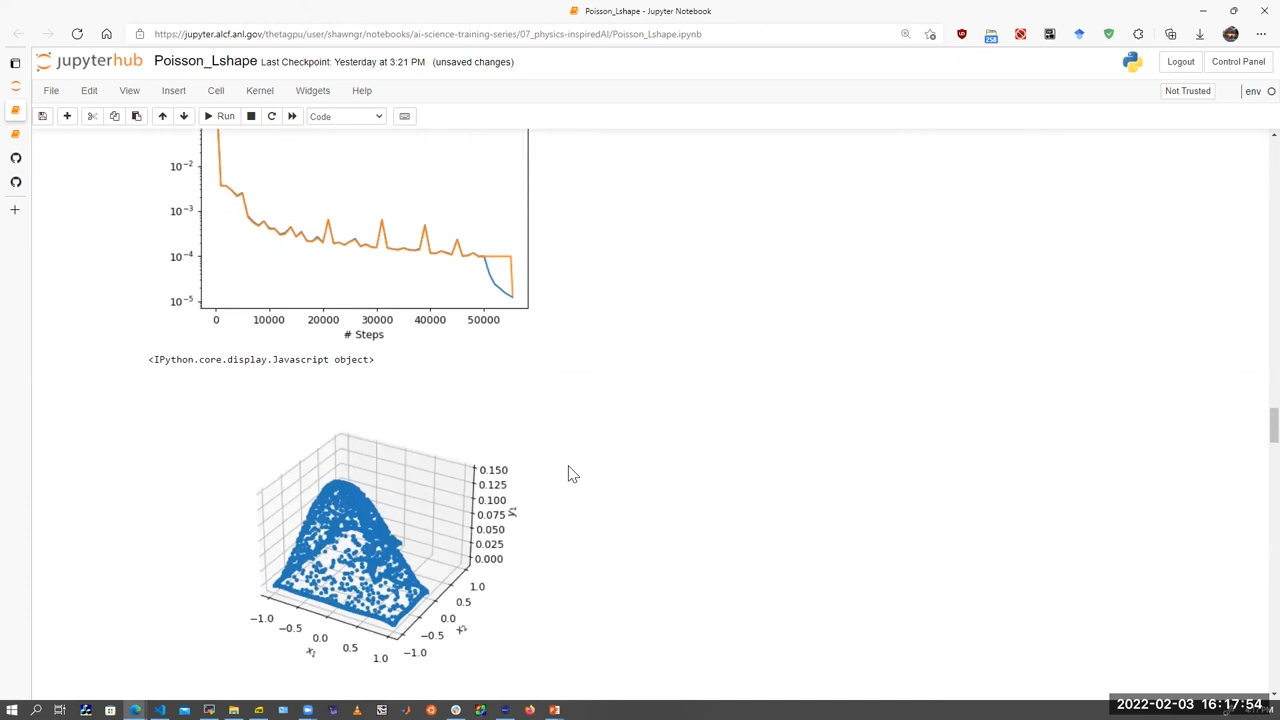 Poisson_Lshape - Jupyter Notebook
https://jupyter.alcf.anl.gov/thetagpu/user/shawngr/notebooks/ai-science-training-series/07_physics-inspiredAI/Poisson_Lshape.ipynb
258
jupyterhub Poisson_Lshape Last Checkpoint: Yesterday at 3:21 PM (unsaved changes) Logout Control Panel
File Edit View Insert Cell Kernel Widgets Help Not Trusted env
Run Code
10⁻²
10⁻³
10⁻⁴
10⁻⁵
0 10000 20000 30000 40000 50000
# Steps
<IPython.core.display.Javascript object>
0.150
0.125
0.100
0.075
y₁
0.050
0.025
0.000
1.0
0.5
0.0
x₂
-0.5
-1.0
-1.0
-0.5
0.0
0.5
1.0
x₁
2022-02-03 16:17:54